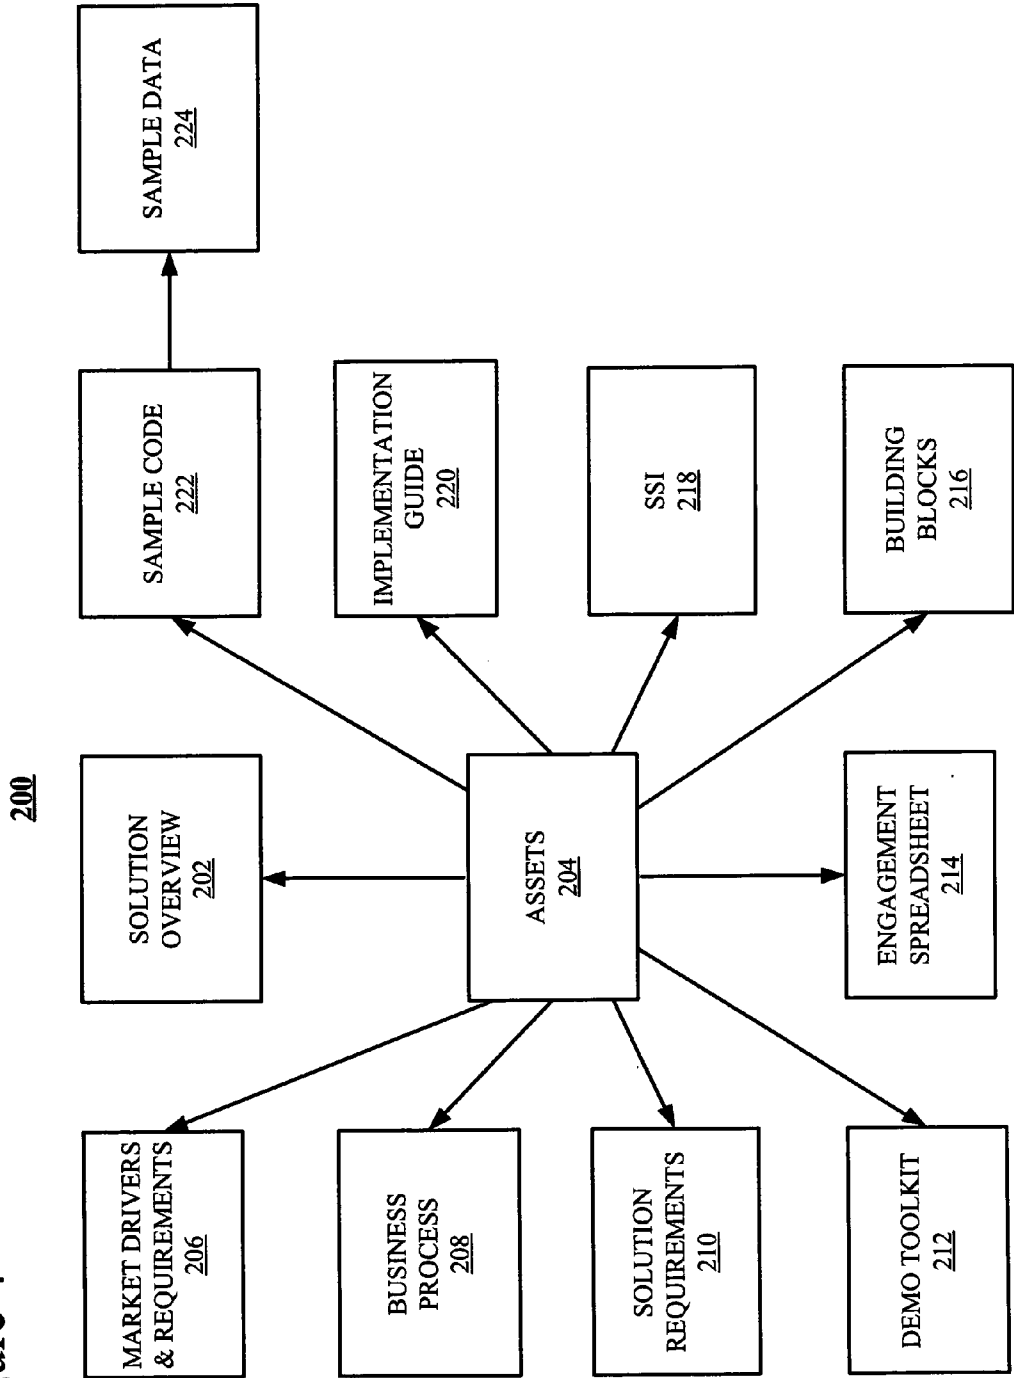 200
MARKET DRIVERS
& REQUIREMENTS
206
SOLUTION
OVERVIEW
202
SAMPLE CODE
222
SAMPLE DATA
224
BUSINESS
PROCESS
208
IMPLEMENTATION
GUIDE
220
ASSETS
204
SOLUTION
REQUIREMENTS
210
SSI
218
DEMO TOOLKIT
212
ENGAGEMENT
SPREADSHEET
214
BUILDING
BLOCKS
216